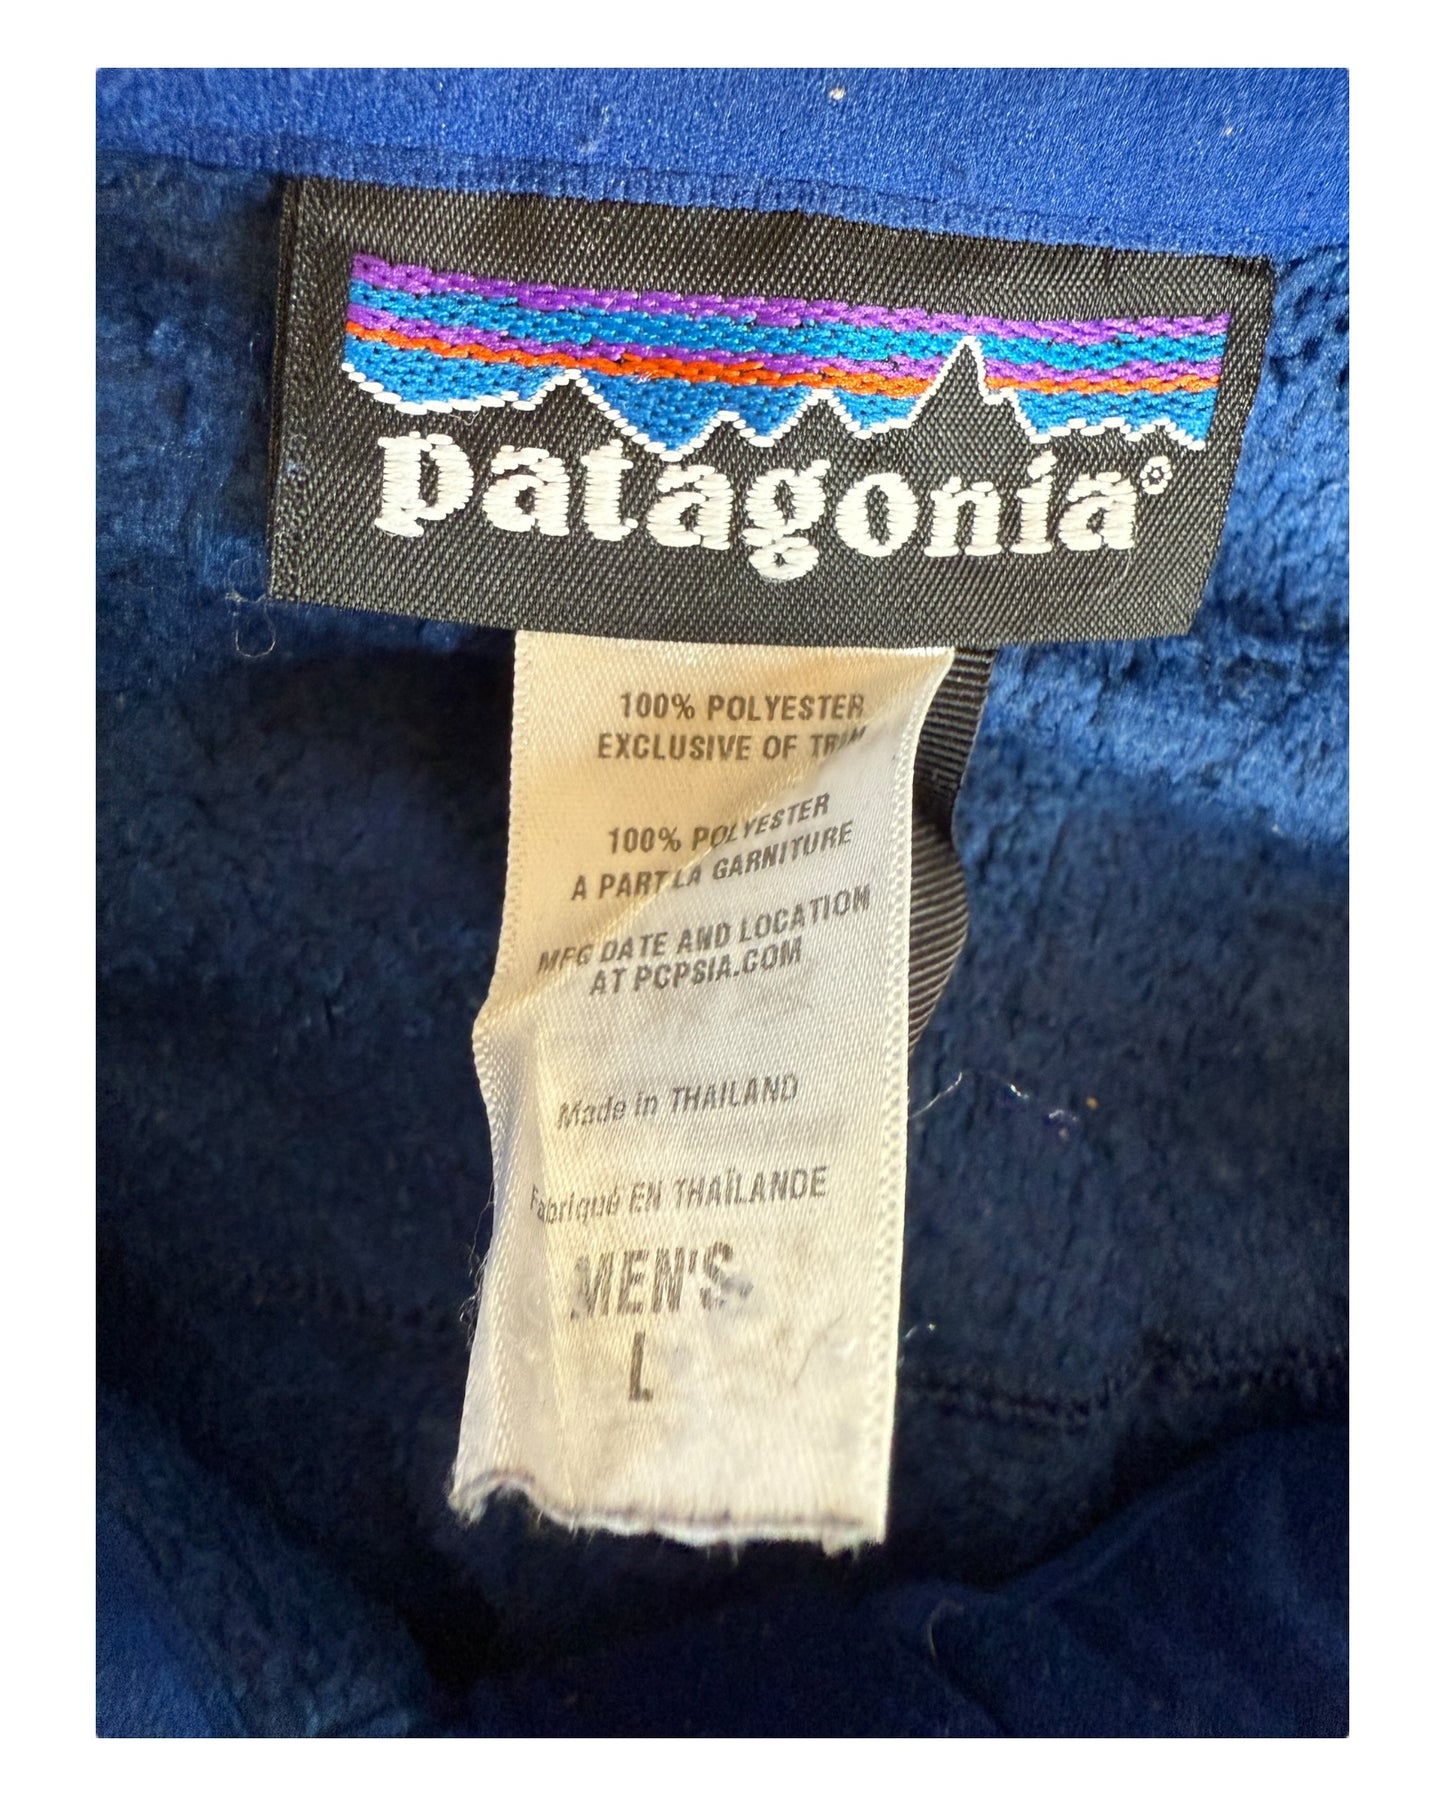 patagonia®
100% POLYESTER
EXCLUSIVE OF TRIM
100% POLYESTER
A PART LA GARNITURE
MFG DATE AND LOCATION
AT PCPSIA.COM
Made in THAILAND
Fabriqué EN THAÏLANDE
MEN'S
L